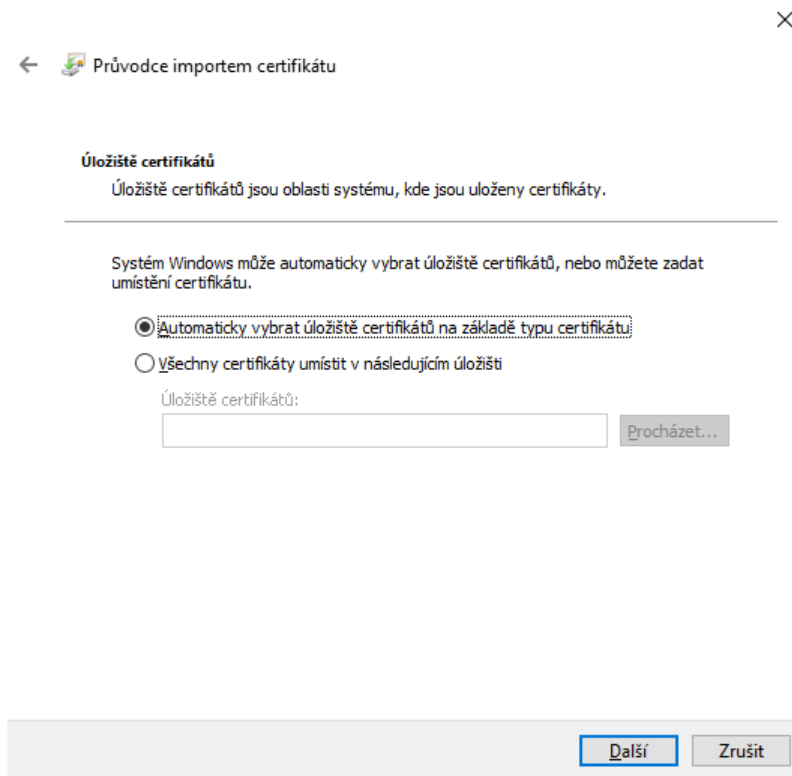 Průvodce importem certifikátu
Úložiště certifikátů
Úložiště certifikátů jsou oblasti systému, kde jsou uloženy certifikáty.
Systém Windows může automaticky vybrat úložiště certifikátů, nebo můžete zadat
umístění certifikátu.
Automaticky vybrat úložiště certifikátů na základě typu certifikátu
Všechny certifikáty umístit v následujícím úložišti
Úložiště certifikátů:
Procházet...
Další
Zrušit